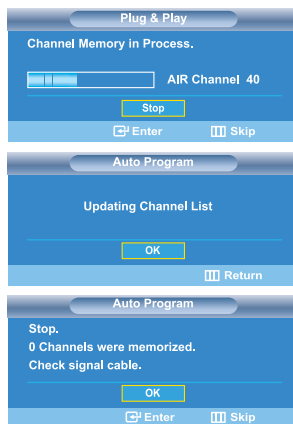 Plug & Play
Channel Memory in Process.
AIR Channel 40
Stop
Enter Skip
Auto Program
Updating Channel List
OK
Return
Auto Program
Stop.
0 Channels were memorized.
Check signal cable.
OK
Enter Skip